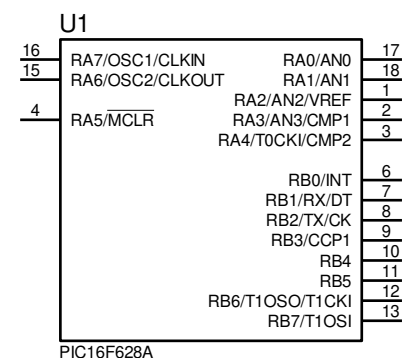 U1
16 RA7/OSC1/CLKIN RA0/AN0 17
15 RA6/OSC2/CLKOUT RA1/AN1 18
RA2/AN2/VREF 1
4 RA5/MCLR RA3/AN3/CMP1 2
RA4/T0CKI/CMP2 3
RB0/INT 6
RB1/RX/DT 7
RB2/TX/CK 8
RB3/CCP1 9
RB4 10
RB5 11
RB6/T1OSO/T1CKI 12
RB7/T1OSI 13
PIC16F628A